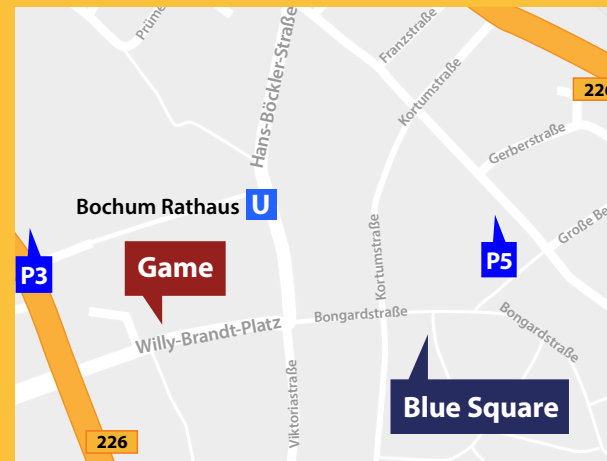 Prüme
Hans-Böckler-Straße
Franzstraße
Kortumstraße
226
Gerberstraße
Bochum Rathaus U
P3
Game
Kortumstraße
P5
Große Be
Willy-Brandt-Platz
Bongardstraße
Bongardstraße
Viktoriastraße
Blue Square
226